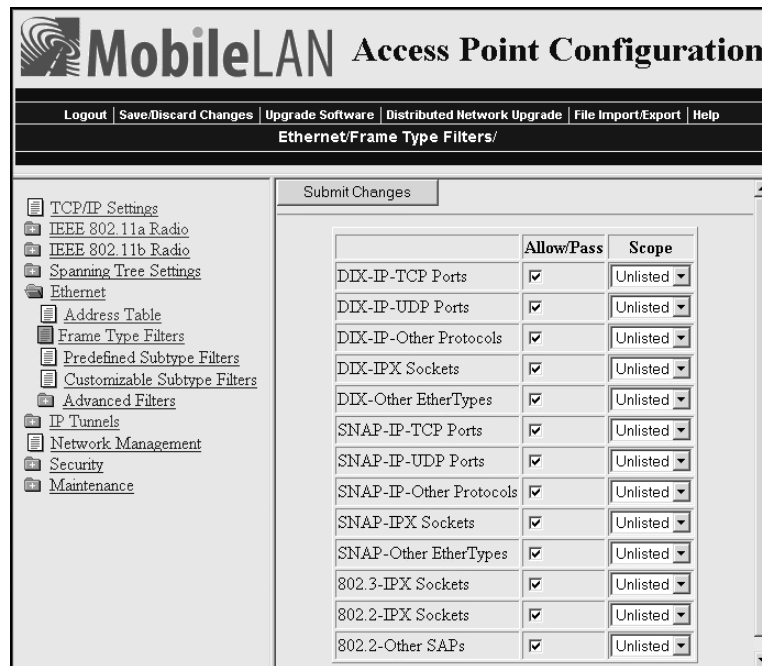 MobileLAN Access Point Configuration
Logout | Save/Discard Changes | Upgrade Software | Distributed Network Upgrade | File Import/Export | Help
Ethernet/Frame Type Filters/
TCP/IP Settings
IEEE 802.11a Radio
IEEE 802.11b Radio
Spanning Tree Settings
Ethernet
Address Table
Frame Type Filters
Predefined Subtype Filters
Customizable Subtype Filters
Advanced Filters
IP Tunnels
Network Management
Security
Maintenance
Submit Changes
Allow/Pass Scope
DIX-IP-TCP Ports Unlisted
DIX-IP-UDP Ports Unlisted
DIX-IP-Other Protocols Unlisted
DIX-IPX Sockets Unlisted
DIX-Other EtherTypes Unlisted
SNAP-IP-TCP Ports Unlisted
SNAP-IP-UDP Ports Unlisted
SNAP-IP-Other Protocols Unlisted
SNAP-IPX Sockets Unlisted
SNAP-Other EtherTypes Unlisted
802.3-IPX Sockets Unlisted
802.2-IPX Sockets Unlisted
802.2-Other SAPs Unlisted